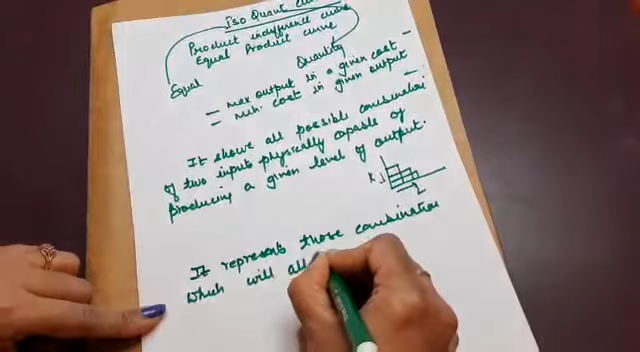 Iso Quant curve
Product indifference curve
Equal Product curve
Equal Quantity
— max output in a given cost —
— min. cost in given output —
It shows all possible combination
of two inputs physically capable of
producing a given level of output.
K
L
It represents those combination
which will all